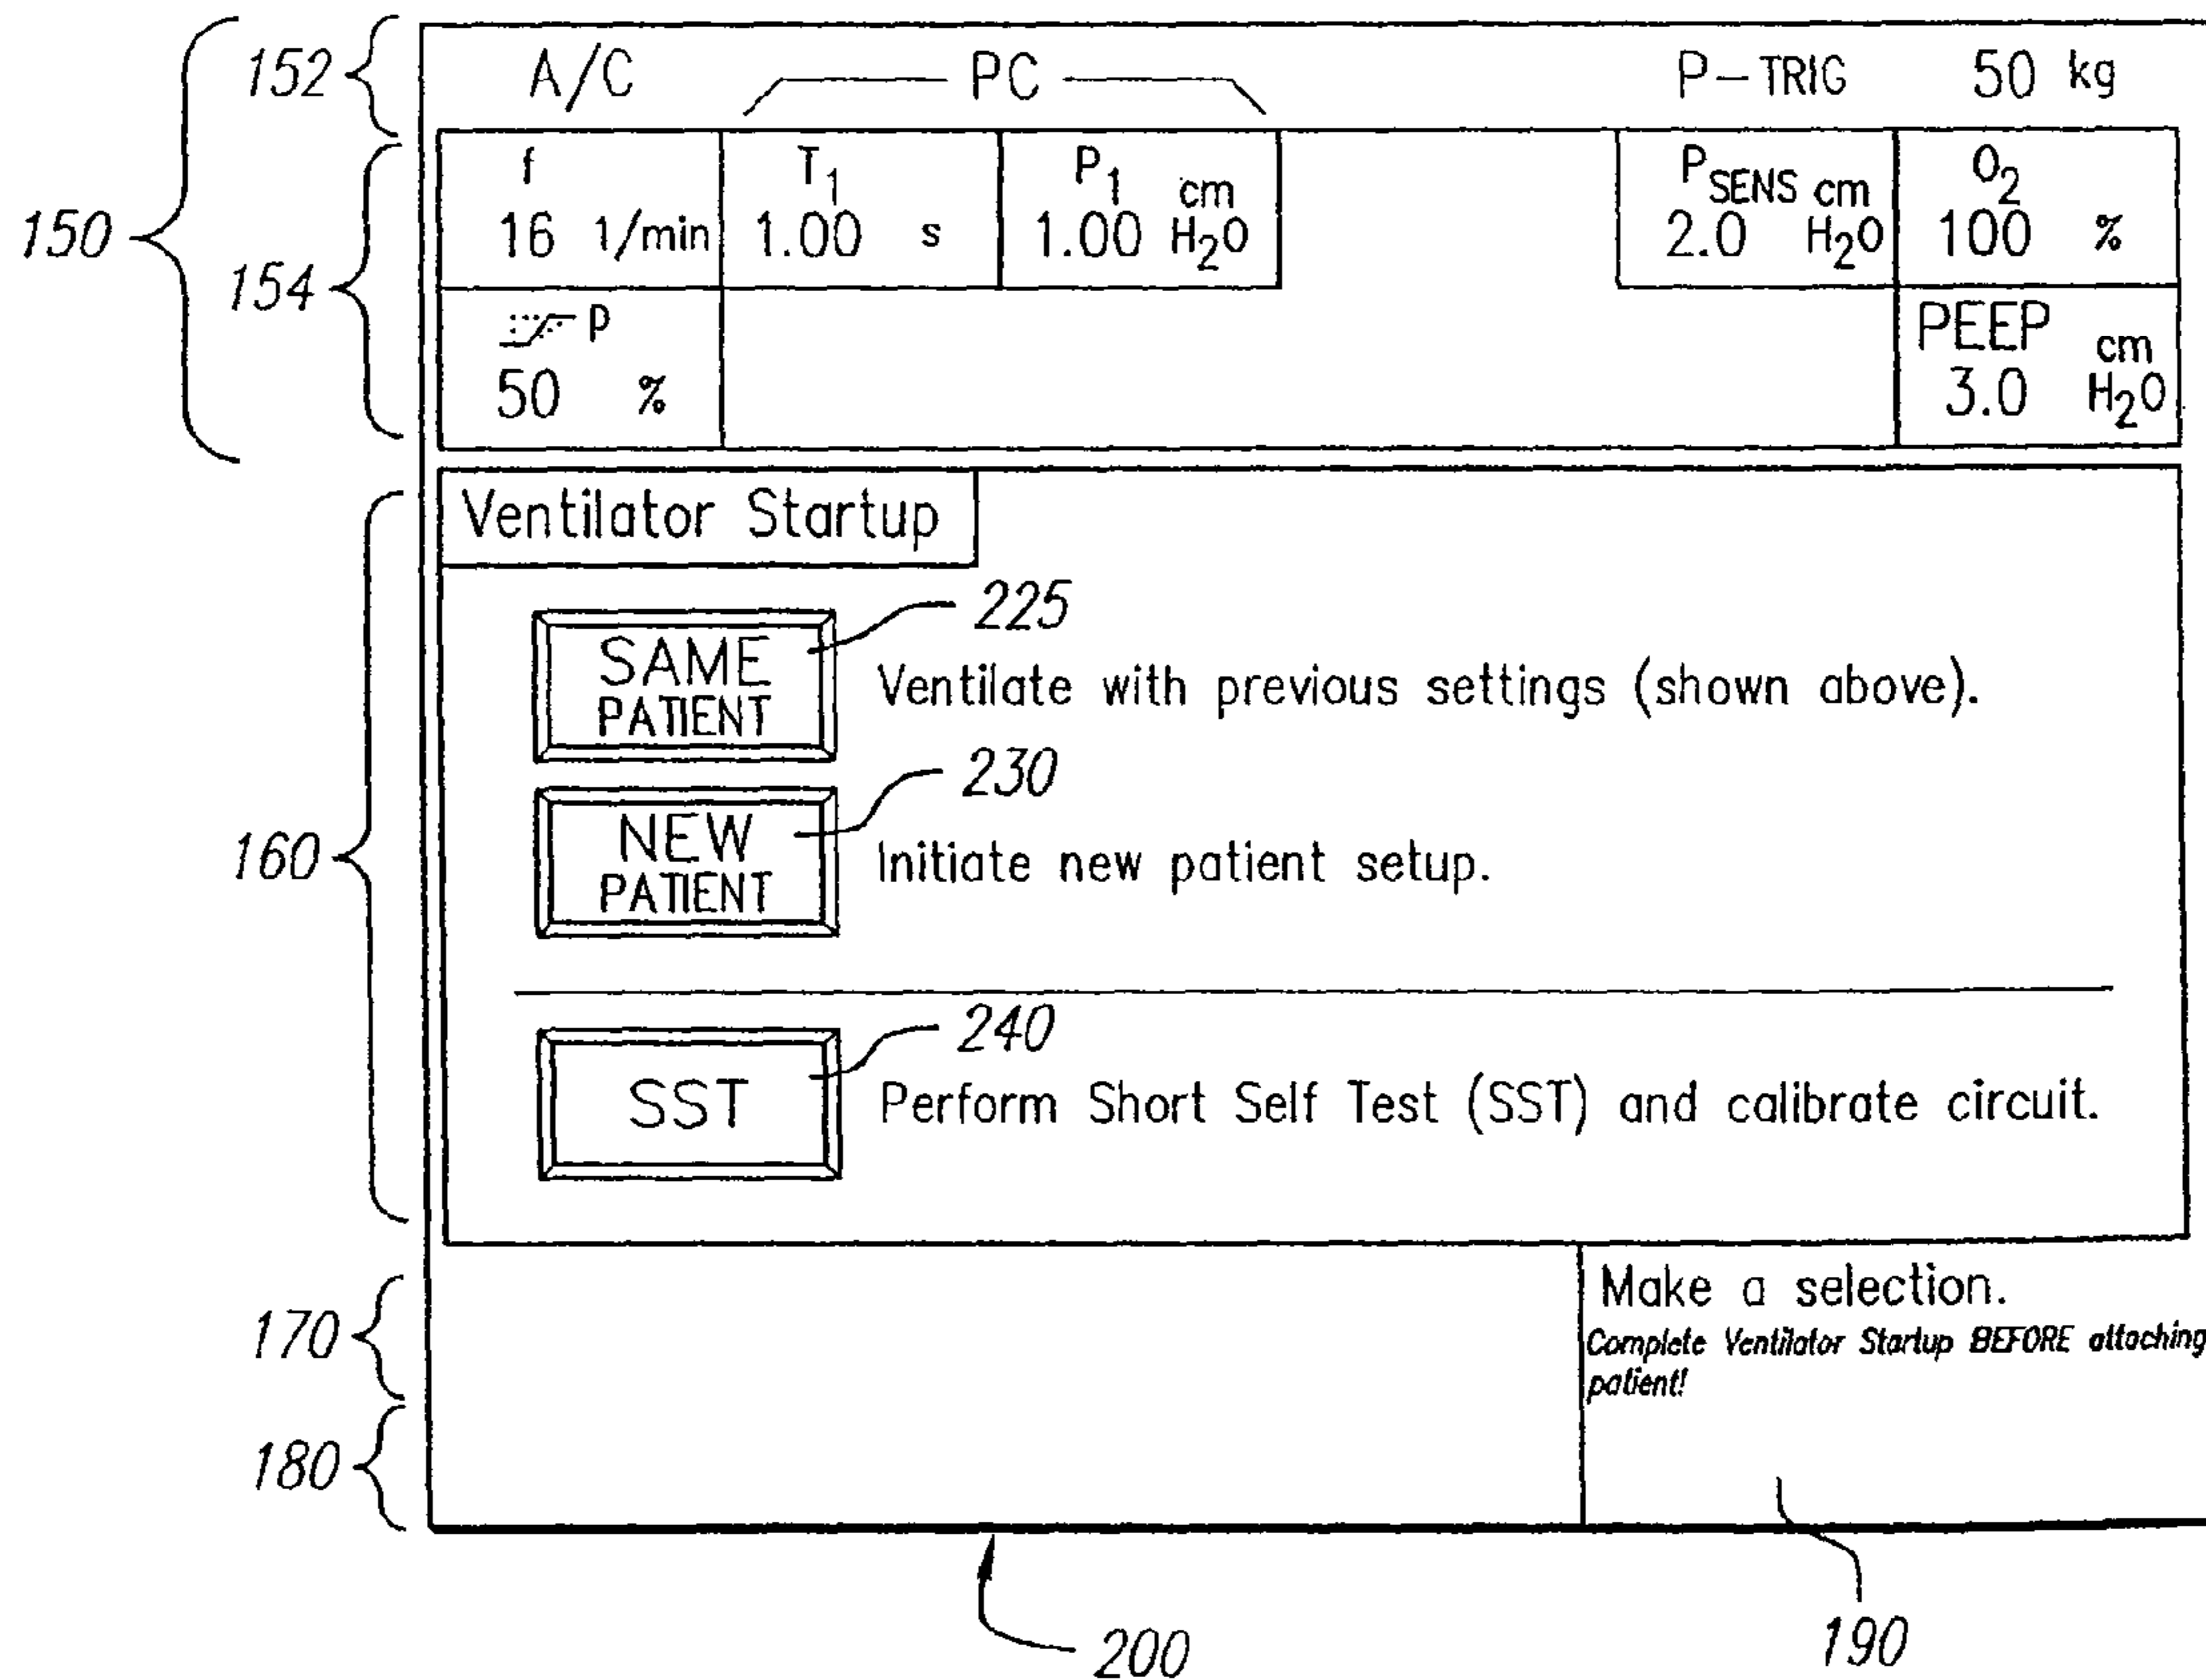 152 A/C PC P-TRIG 50 kg
150
154
f T1 P1 cm PSENS cm O2
16 1/min 1.00 s 1.00 H2O 2.0 H2O 100 %
P PEEP cm
50 % 3.0 H2O
160
Ventilator Startup
225
SAME
PATIENT
Ventilate with previous settings (shown above).
230
NEW
PATIENT
Initiate new patient setup.
240
SST
Perform Short Self Test (SST) and calibrate circuit.
170
Make a selection.
Complete Ventilator Startup BEFORE attaching
patient!
180
200
190